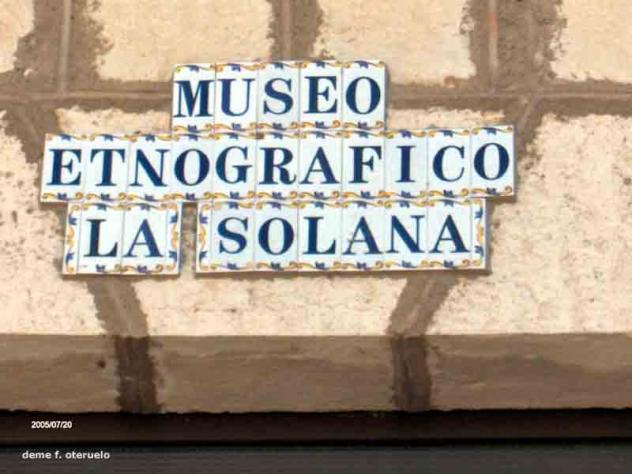 MUSEO
ETNOGRAFICO
LA SOLANA
2005/07/20
deme f. oteruelo